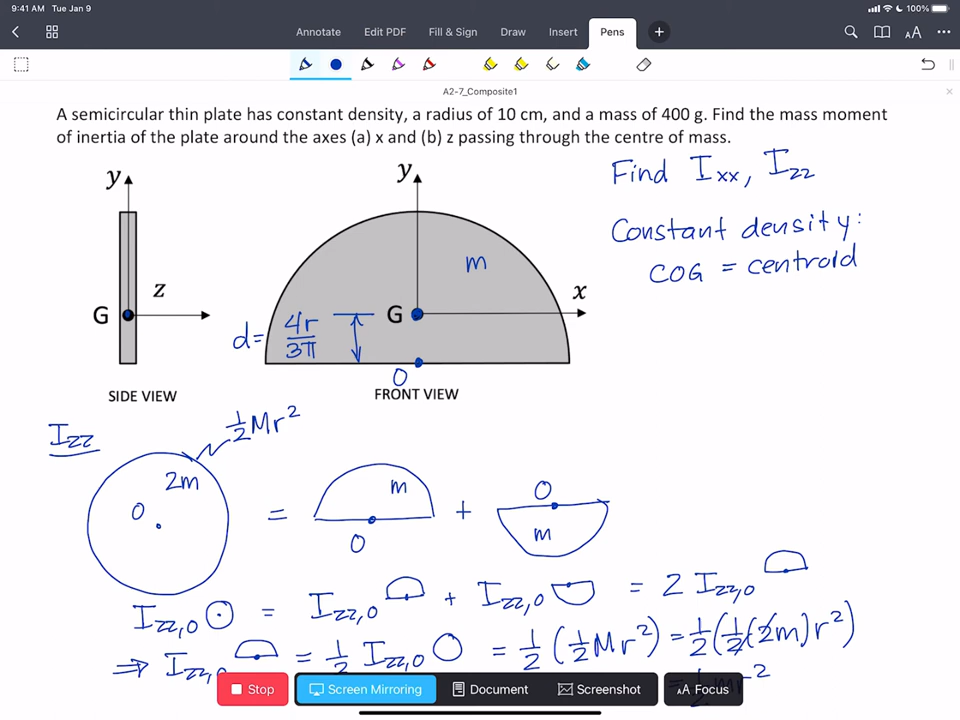 9:41 AM Tue Jan 9
100%
Annotate Edit PDF Fill & Sign Draw Insert Pens
AA
A2-7_Composite1
A semicircular thin plate has constant density, a radius of 10 cm, and a mass of 400 g. Find the mass moment
of inertia of the plate around the axes (a) x and (b) z passing through the centre of mass.
Find Ixx, Izz
Constant density:
COG = centroid
y
z
G
SIDE VIEW
y
m
x
G
d = 4r/3π
O
FRONT VIEW
Izz
½Mr²
2m
O
= m O + O m
Izz,O = Izz,O + Izz,O = 2 Izz,O
⇒ Izz,O = ½ Izz,O = ½(½Mr²) = ½(½(2m)r²)
Stop Screen Mirroring Document Screenshot AA Focus